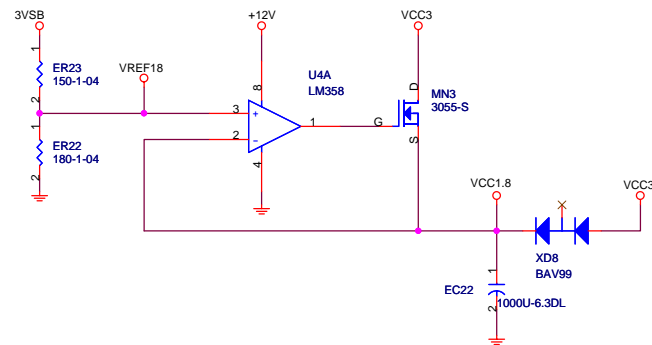 3VSB
+12V
VCC3
1
ER23
150-1-04
2
VREF18
U4A
LM358
8
3
+
2
-
1
4
G
D
S
MN3
3055-S
1
ER22
180-1-04
2
VCC1.8
VCC3
XD8
BAV99
EC22
1
2
1000U-6.3DL